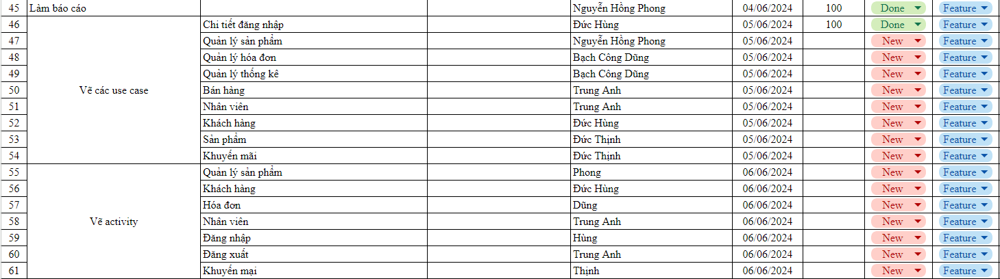 45 Làm báo cáo Nguyễn Hồng Phong 04/06/2024 100 Done Feature
46 Chi tiết đăng nhập Đức Hùng 05/06/2024 100 Done Feature
47 Quản lý sản phẩm Nguyễn Hồng Phong 05/06/2024 New Feature
48 Quản lý hóa đơn Bạch Công Dũng 05/06/2024 New Feature
49 Quản lý thống kê Bạch Công Dũng 05/06/2024 New Feature
50 Vẽ các use case Bán hàng Trung Anh 05/06/2024 New Feature
51 Nhân viên Trung Anh 05/06/2024 New Feature
52 Khách hàng Đức Hùng 05/06/2024 New Feature
53 Sản phẩm Đức Thịnh 05/06/2024 New Feature
54 Khuyến mãi Đức Thịnh 05/06/2024 New Feature
55 Quản lý sản phẩm Phong 06/06/2024 New Feature
56 Khách hàng Đức Hùng 06/06/2024 New Feature
57 Hóa đơn Dũng 06/06/2024 New Feature
58 Vẽ activity Nhân viên Trung Anh 06/06/2024 New Feature
59 Đăng nhập Hùng 06/06/2024 New Feature
60 Đăng xuất Trung Anh 06/06/2024 New Feature
61 Khuyến mại Thịnh 06/06/2024 New Feature